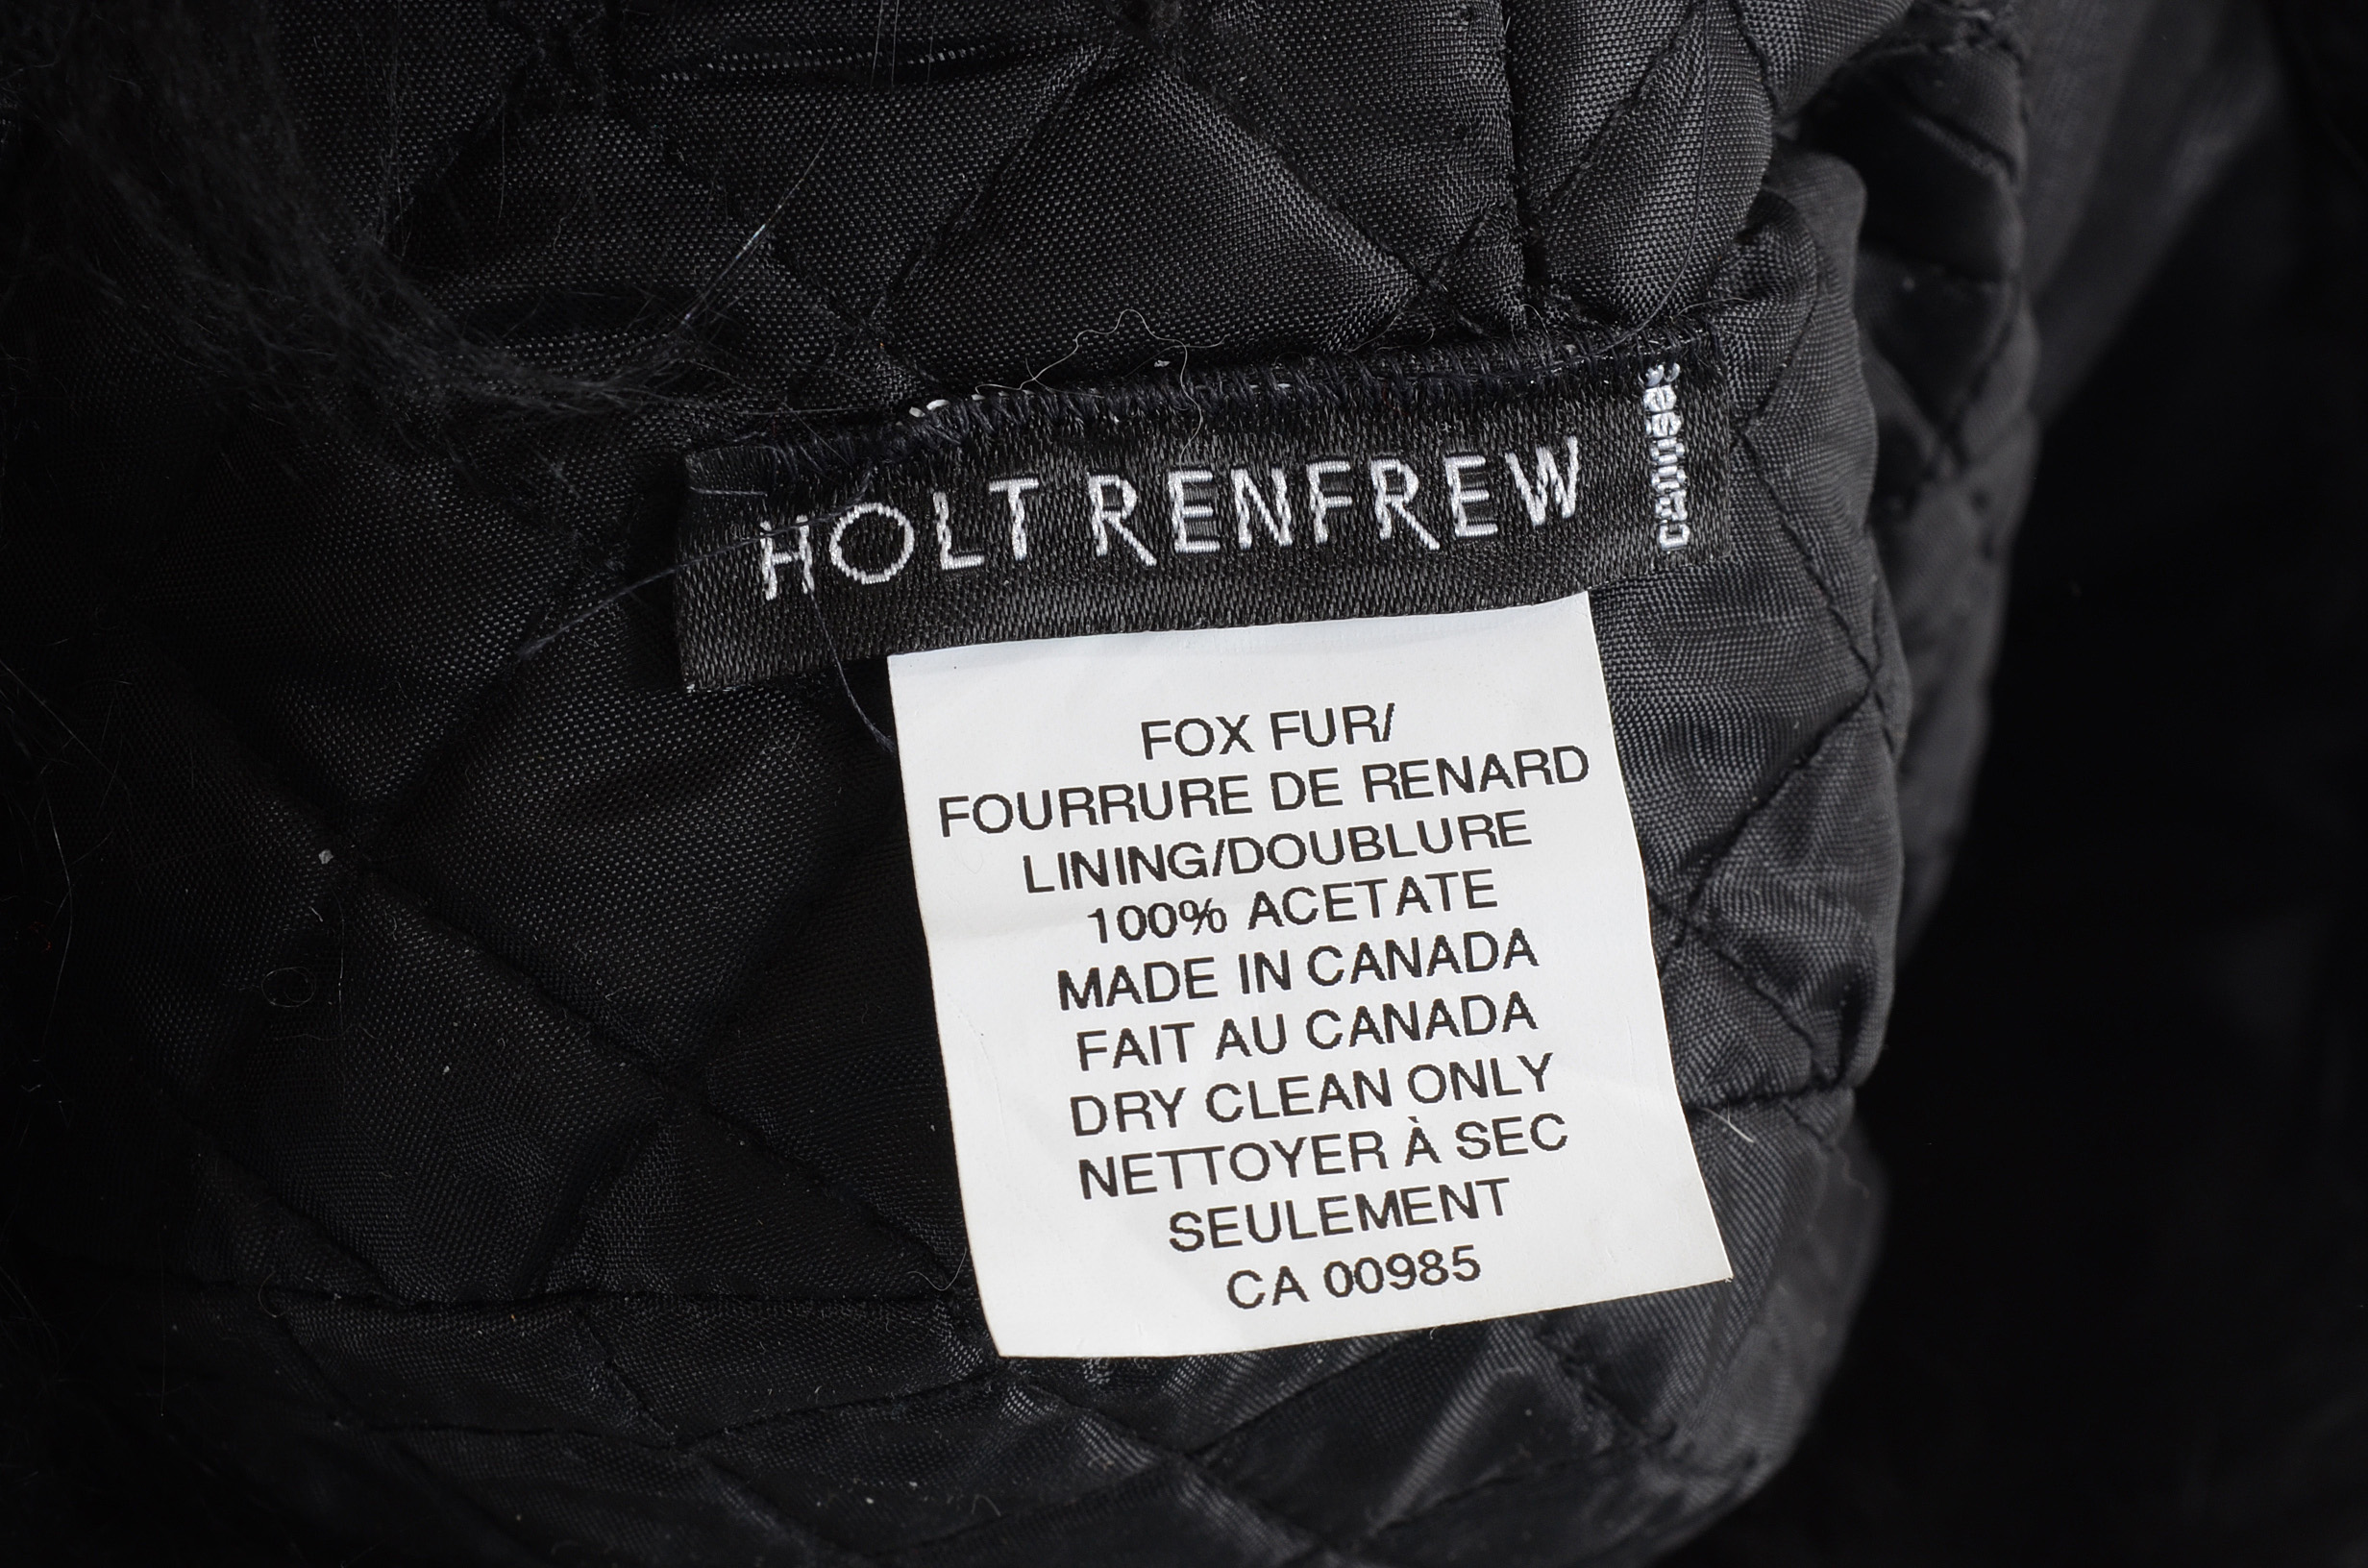 HOLT RENFREW
FOX FUR/
FOURRURE DE RENARD
LINING/DOUBLURE
100% ACETATE
MADE IN CANADA
FAIT AU CANADA
DRY CLEAN ONLY
NETTOYER À SEC
SEULEMENT
CA 00985